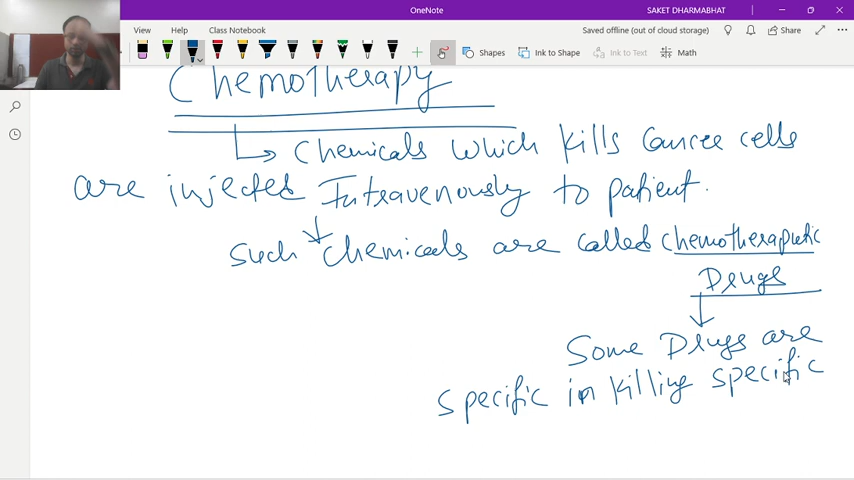 OneNote
SAKET DHARMABHAT
View Help Class Notebook
Saved offline (out of cloud storage)
Share
Shapes
Ink to Shape
Ink to Text
Math
Chemotherapy
Chemicals which kills cancer cells
are injected Intravenously to patient.
such chemicals are called chemotherapeutic
Drugs
Some Drugs are
specific in killing specific